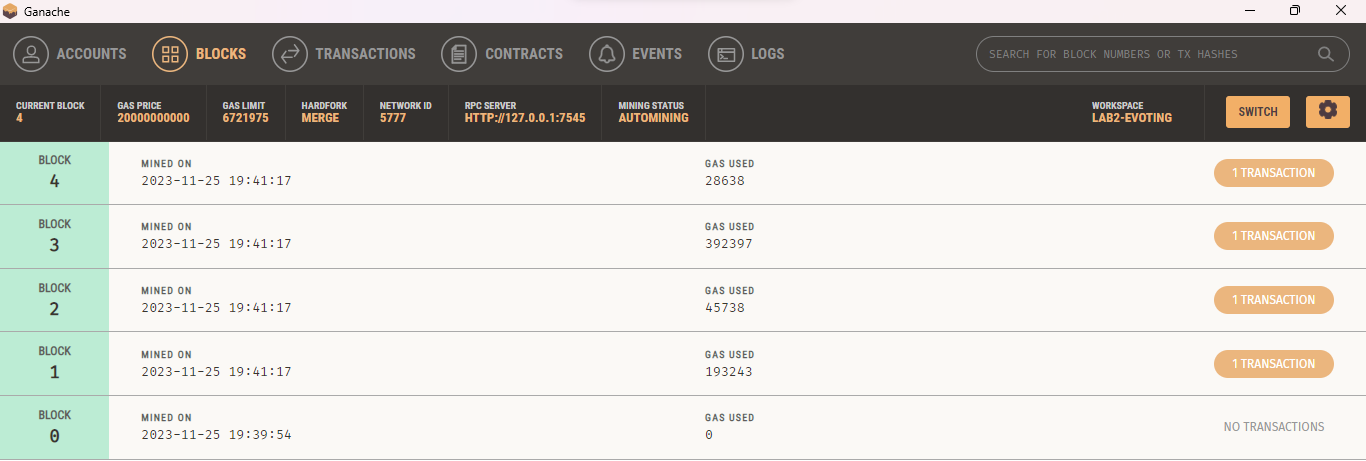 Ganache
ACCOUNTS BLOCKS TRANSACTIONS CONTRACTS EVENTS LOGS SEARCH FOR BLOCK NUMBERS OR TX HASHES
CURRENT BLOCK GAS PRICE GAS LIMIT HARDFORK NETWORK ID RPC SERVER MINING STATUS WORKSPACE
4 20000000000 6721975 MERGE 5777 HTTP://127.0.0.1:7545 AUTOMINING LAB2-EVOTING SWITCH
BLOCK MINED ON GAS USED
4 2023-11-25 19:41:17 28638 1 TRANSACTION
BLOCK MINED ON GAS USED
3 2023-11-25 19:41:17 392397 1 TRANSACTION
BLOCK MINED ON GAS USED
2 2023-11-25 19:41:17 45738 1 TRANSACTION
BLOCK MINED ON GAS USED
1 2023-11-25 19:41:17 193243 1 TRANSACTION
BLOCK MINED ON GAS USED
0 2023-11-25 19:39:54 0 NO TRANSACTIONS